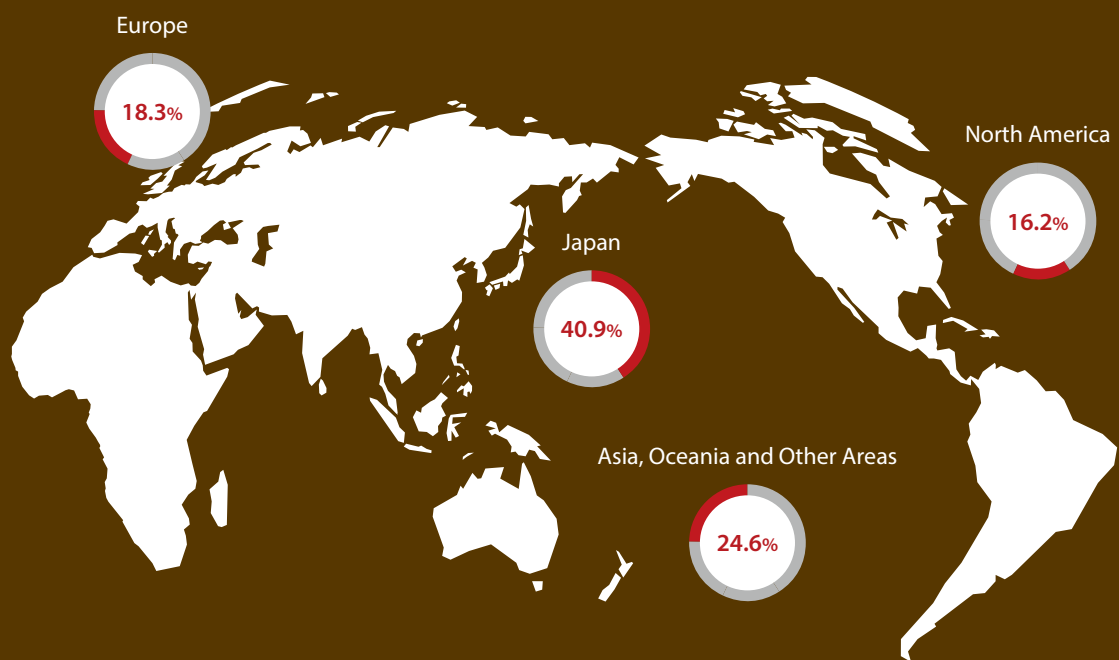 Europe
18.3%
North America
16.2%
Japan
40.9%
Asia, Oceania and Other Areas
24.6%